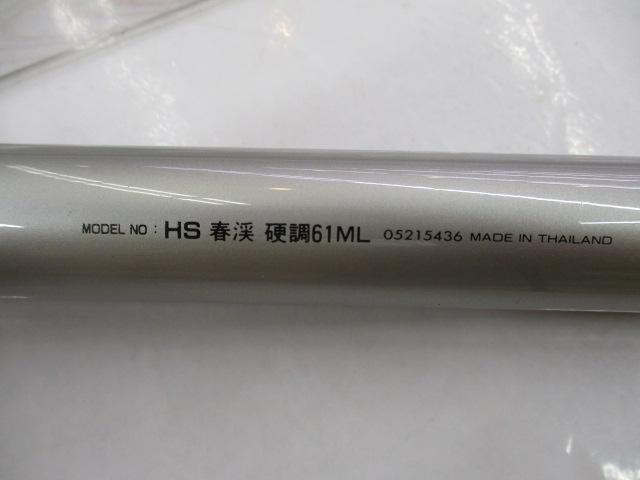 MODEL NO : HS 春渓 硬調61ML 05215436 MADE IN THAILAND